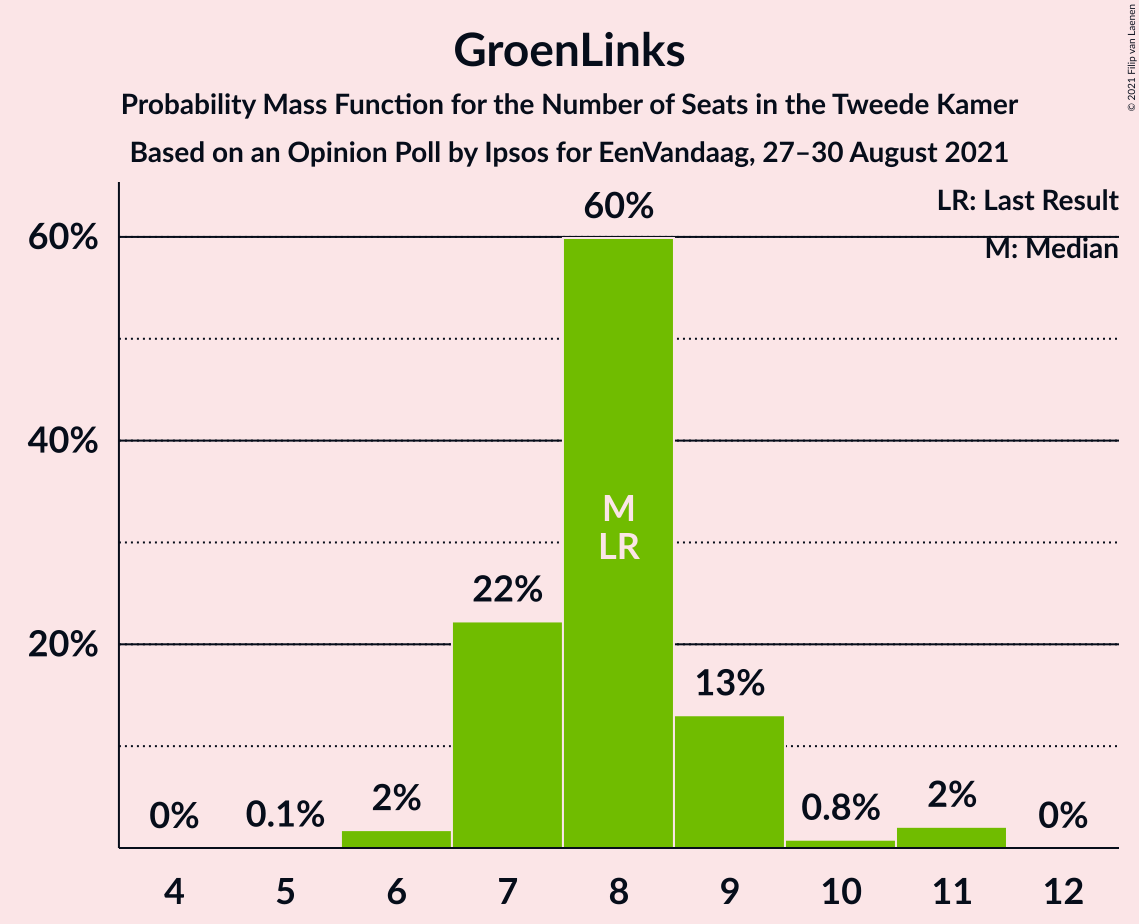 GroenLinks
Probability Mass Function for the Number of Seats in the Tweede Kamer
Based on an Opinion Poll by Ipsos for EenVandaag, 27–30 August 2021
© 2021 Filip van Laenen
LR: Last Result
M: Median
60%
40%
20%
0%
0.1%
2%
22%
60%
M
LR
13%
0.8%
2%
0%
4
5
6
7
8
9
10
11
12